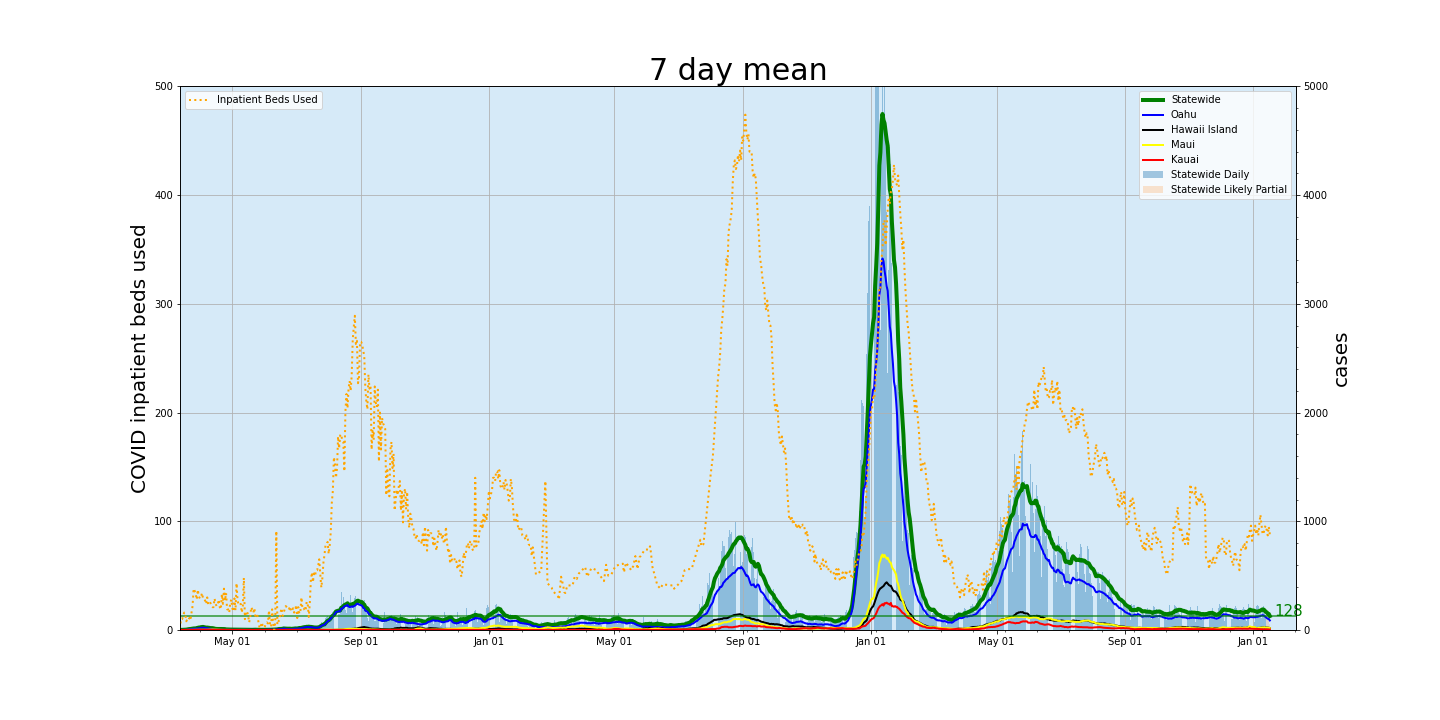 7 day mean
Inpatient Beds Used
Statewide
Oahu
Hawaii Island
Maui
Kauai
Statewide Daily
Statewide Likely Partial
COVID inpatient beds used
500
400
300
200
100
0
cases
5000
4000
3000
2000
1000
0
128
May 01
Sep 01
Jan 01
May 01
Sep 01
Jan 01
May 01
Sep 01
Jan 01